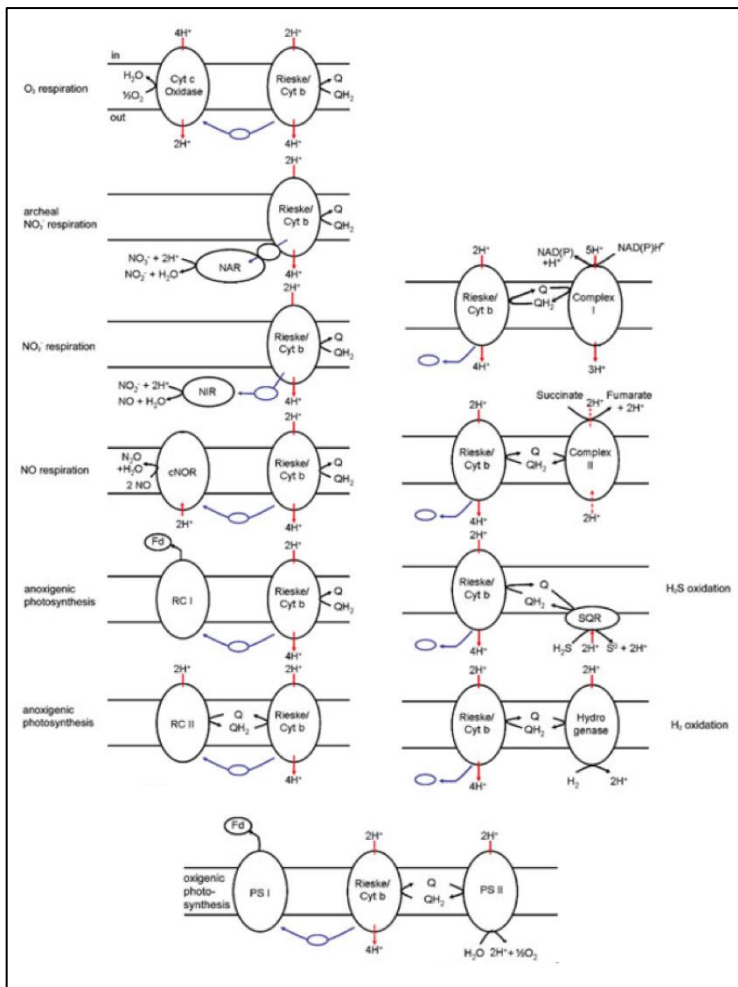 4H⁺
2H⁺
in
H₂O
½O₂
Cyt c
Oxidase
Rieske/
Cyt b
Q
QH₂
O₂ respiration
out
2H⁺
4H⁺
2H⁺
archeal
NO₃⁻ respiration
Rieske/
Cyt b
Q
QH₂
NO₃⁻ + 2H⁺
NO₂⁻ + H₂O
NAR
4H⁺
2H⁺
respiration
Rieske/
Cyt b
Q
QH₂
NO₂⁻ + 2H⁺
NO + H₂O
NIR
4H⁺
2H⁺
NO respiration
N₂O
+H₂O
2 NO
cNOR
Rieske/
Cyt b
Q
QH₂
2H⁺
4H⁺
Fd
2H⁺
anoxigenic
photosynthesis
RC I
Rieske/
Cyt b
Q
QH₂
4H⁺
2H⁺
2H⁺
anoxigenic
photosynthesis
RC II
Q
QH₂
Rieske/
Cyt b
4H⁺
2H⁺
NAD(P)
+H⁺
5H⁺
NAD(P)H
Rieske/
Cyt b
Q
QH₂
Complex
I
4H⁺
3H⁺
2H⁺
Succinate
2H⁺
Fumarate
+ 2H⁺
Rieske/
Cyt b
Q
QH₂
Complex
II
4H⁺
2H⁺
2H⁺
Rieske/
Cyt b
Q
QH₂
SQR
H₂S oxidation
4H⁺
H₂S
2H⁺
S⁰ + 2H⁺
2H⁺
2H⁺
Rieske/
Cyt b
Q
QH₂
Hydro
genase
H₂ oxidation
4H⁺
H₂
2H⁺
Fd
2H⁺
2H⁺
oxigenic
photo-
synthesis
PS I
Rieske/
Cyt b
Q
QH₂
PS II
4H⁺
H₂O 2H⁺+ ½O₂